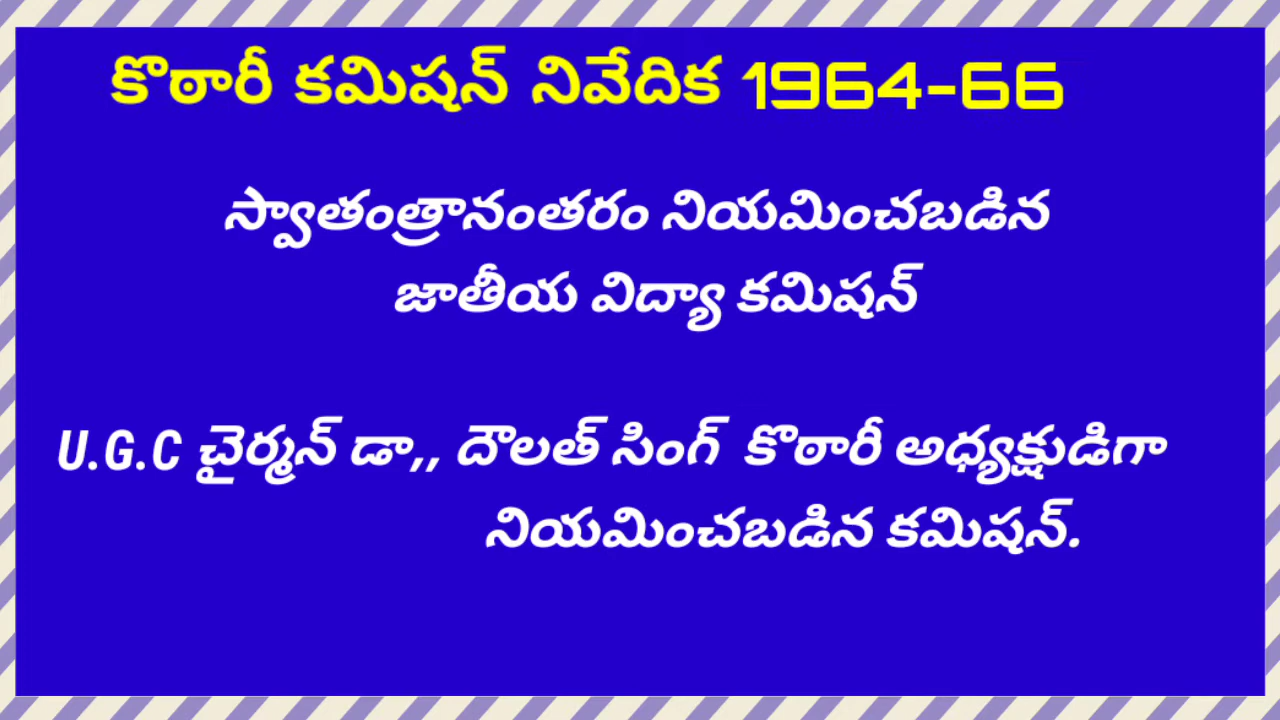 కొఠారీ కమిషన్ నివేదిక 1964-66
స్వాతంత్రానంతరం నియమించబడిన
జాతీయ విద్యా కమిషన్
U.G.C చైర్మన్ డా,, దౌలత్ సింగ్ కొఠారీ అధ్యక్షుడిగా
నియమించబడిన కమిషన్.